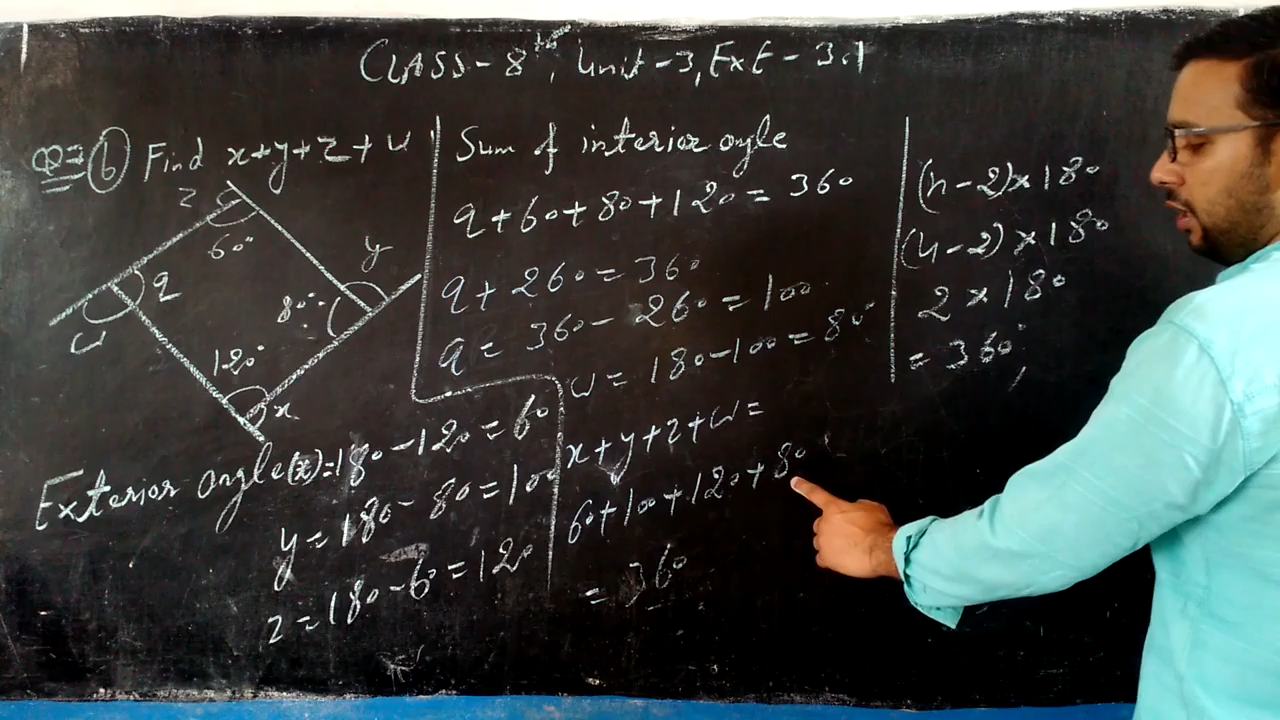 CLASS-8th, Unit-3, Ex E-3.1
Q= (b) Find x+y+z+w
z
60°
y
q
80°
w
120°
x
Exterior angle(x)=180-120=60
y=180-80=100
z=180-60=120
Sum of interior angle
q+60+80+120=360
q+260=360
q=360-260=100
w=180-100=80°
x+y+z+w=
60+100+120+80
=360
(n-2)×180
(4-2)×180
2×180
=360°,